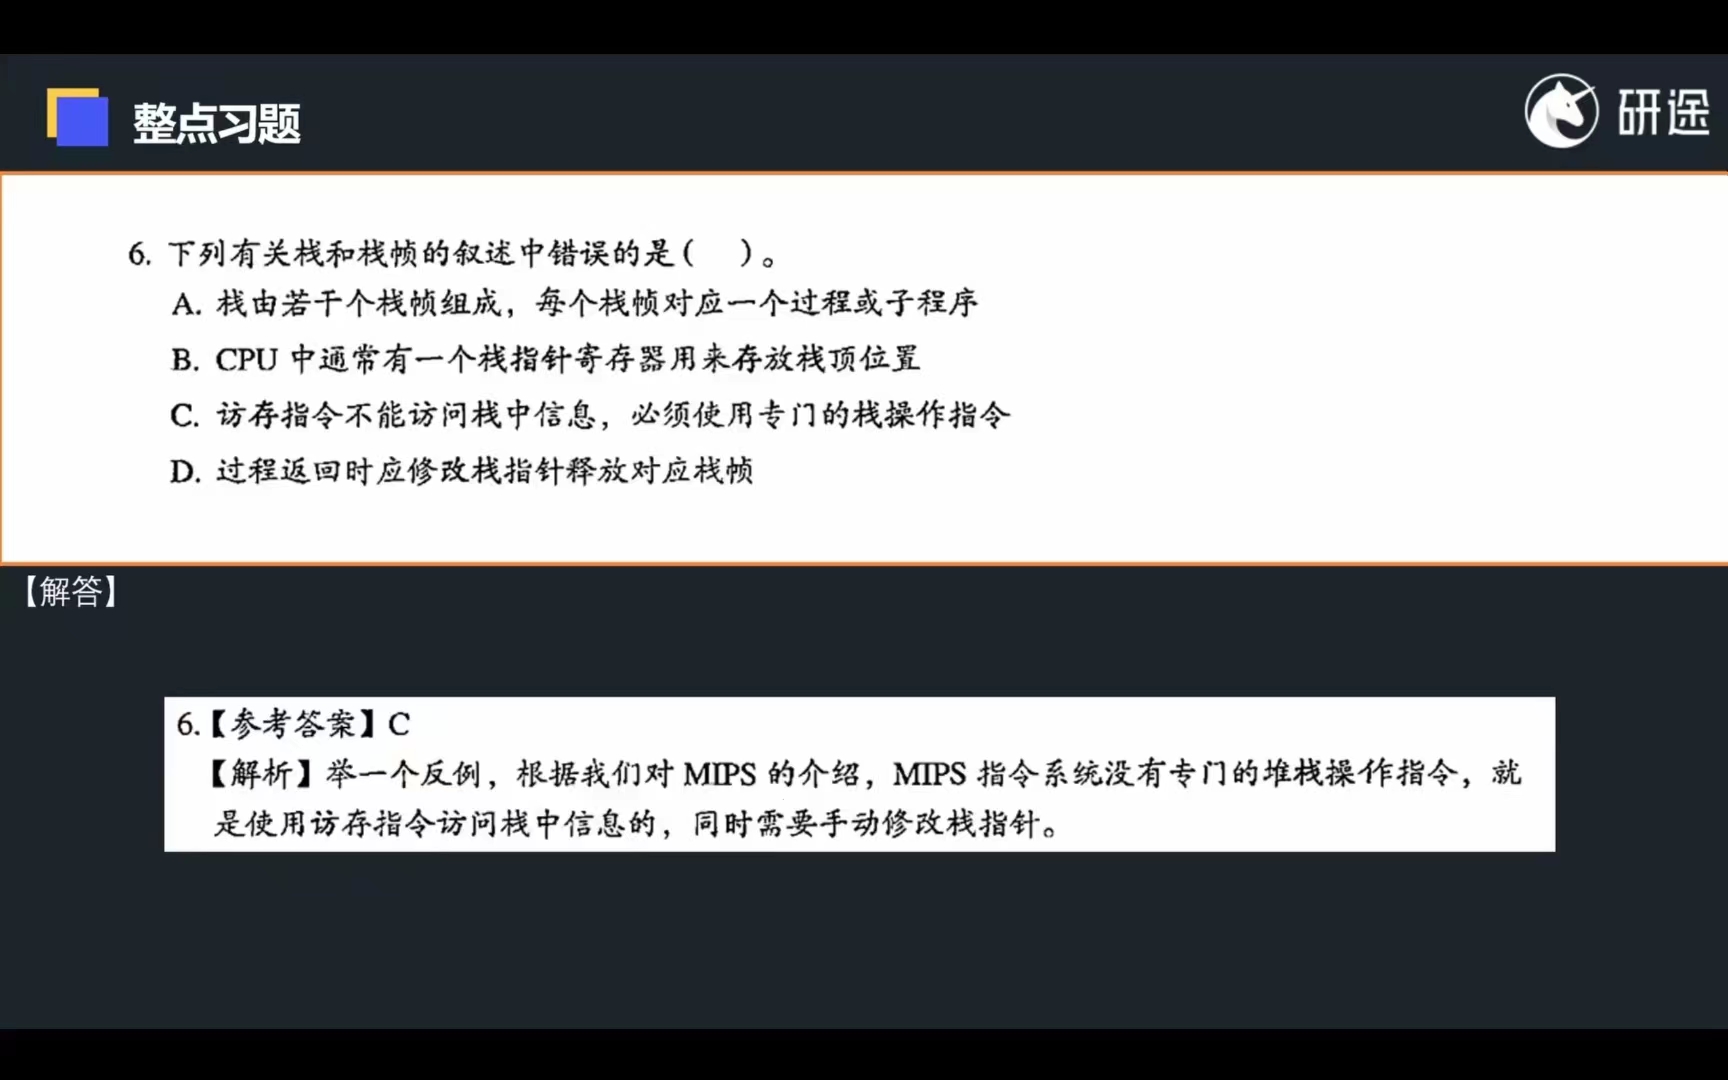 整点习题
研途
6. 下列有关栈和栈帧的叙述中错误的是( )。
A. 栈由若干个栈帧组成，每个栈帧对应一个过程或子程序
B. CPU 中通常有一个栈指针寄存器用来存放栈顶位置
C. 访存指令不能访问栈中信息，必须使用专门的栈操作指令
D. 过程返回时应修改栈指针释放对应栈帧
【解答】
6.【参考答案】C
【解析】举一个反例，根据我们对 MIPS 的介绍，MIPS 指令系统没有专门的堆栈操作指令，就
是使用访存指令访问栈中信息的，同时需要手动修改栈指针。